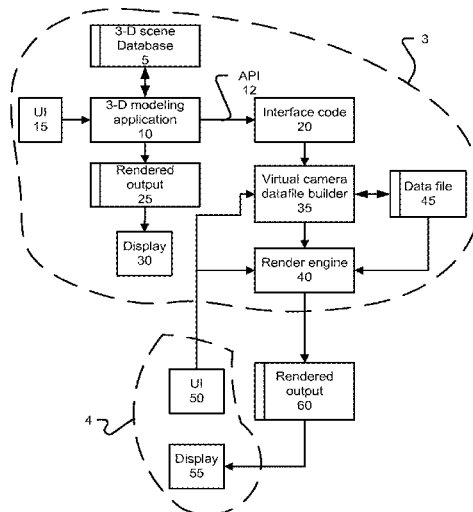 3-D scene
Database
5
3
API
12
UI
15
3-D modeling
application
10
Interface code
20
Rendered
output
25
Virtual camera
datafile builder
35
Data file
45
Display
30
Render engine
40
UI
50
Rendered
output
60
4
Display
55